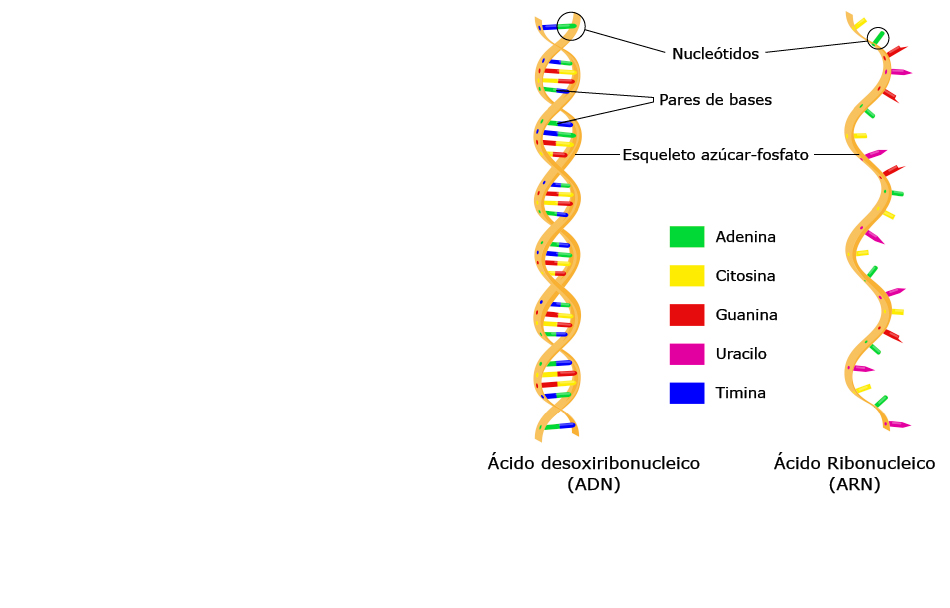 Nucleótidos
Pares de bases
Esqueleto azúcar-fosfato
Adenina
Citosina
Guanina
Uracilo
Timina
Ácido desoxiribonucleico
(ADN)
Ácido Ribonucleico
(ARN)